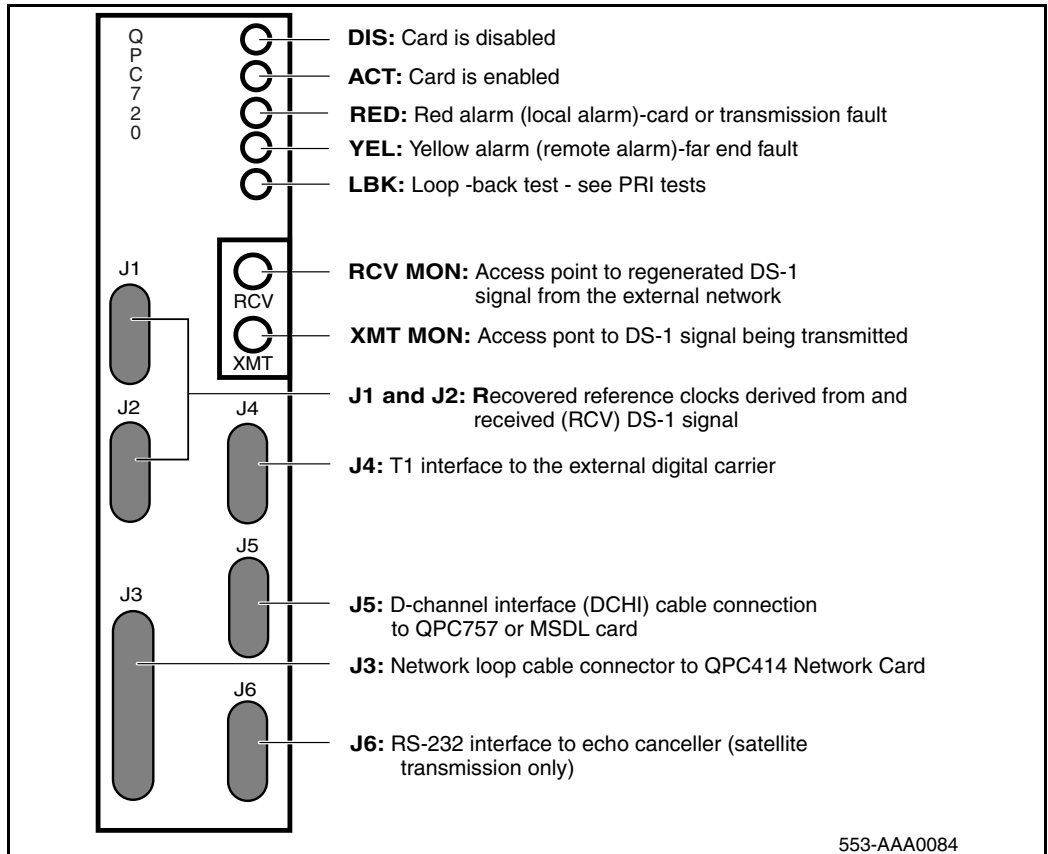 QPC720
DIS: Card is disabled
ACT: Card is enabled
RED: Red alarm (local alarm)-card or transmission fault
YEL: Yellow alarm (remote alarm)-far end fault
LBK: Loop -back test - see PRI tests
J1
RCV
RCV MON: Access point to regenerated DS-1
signal from the external network
XMT
XMT MON: Access pont to DS-1 signal being transmitted
J1 and J2: Recovered reference clocks derived from and
received (RCV) DS-1 signal
J2
J4
J4: T1 interface to the external digital carrier
J5
J3
J5: D-channel interface (DCHI) cable connection
to QPC757 or MSDL card
J3: Network loop cable connector to QPC414 Network Card
J6
J6: RS-232 interface to echo canceller (satellite
transmission only)
553-AAA0084